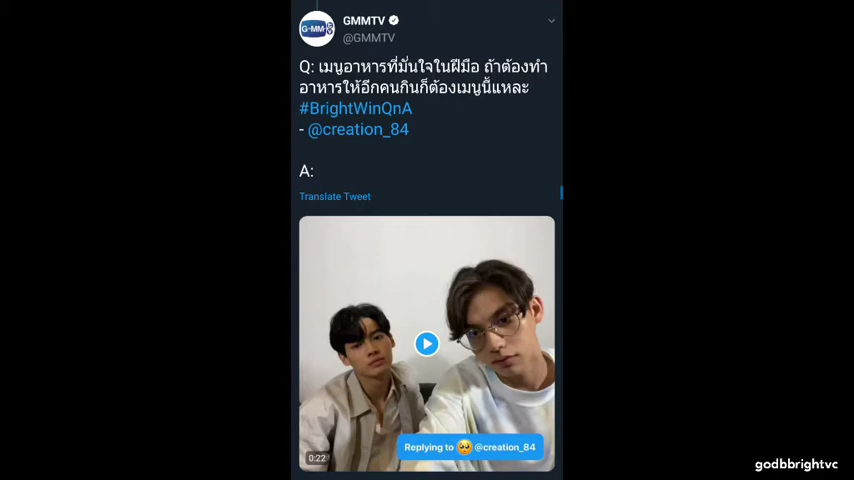 GMMTV
@GMMTV
Q: เมนูอาหารที่มั่นใจในฝีมือ ถ้าต้องทำ
อาหารให้อีกคนกินก็ต้องเมนูนี้แหละ
#BrightWinQnA
- @creation_84
A:
Translate Tweet
Replying to 🥺 @creation_84
0:22
godbbrightvc